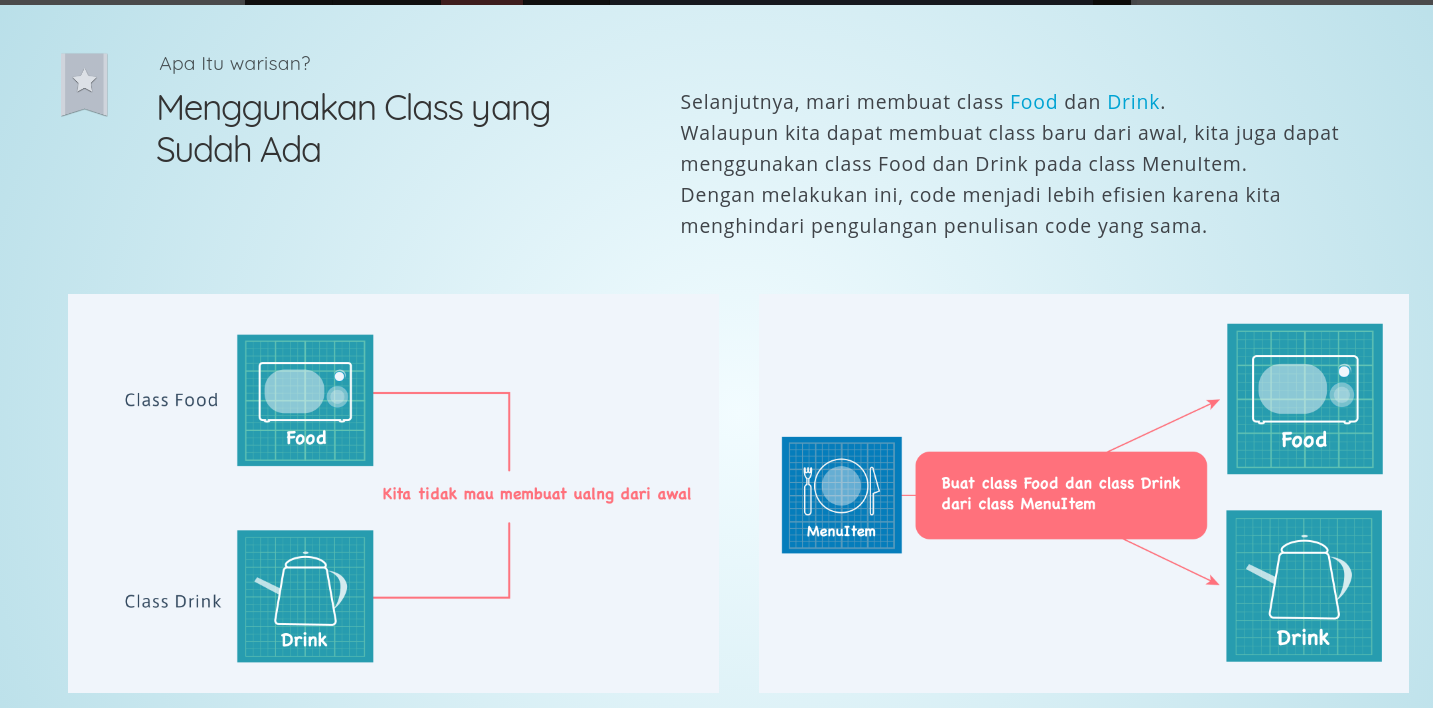 Apa Itu warisan?
Menggunakan Class yang
Sudah Ada
Selanjutnya, mari membuat class Food dan Drink.
Walaupun kita dapat membuat class baru dari awal, kita juga dapat
menggunakan class Food dan Drink pada class MenuItem.
Dengan melakukan ini, code menjadi lebih efisien karena kita
menghindari pengulangan penulisan code yang sama.
Class Food
Food
Kita tidak mau membuat ualng dari awal
Class Drink
Drink
MenuItem
Buat class Food dan class Drink
dari class MenuItem
Food
Drink